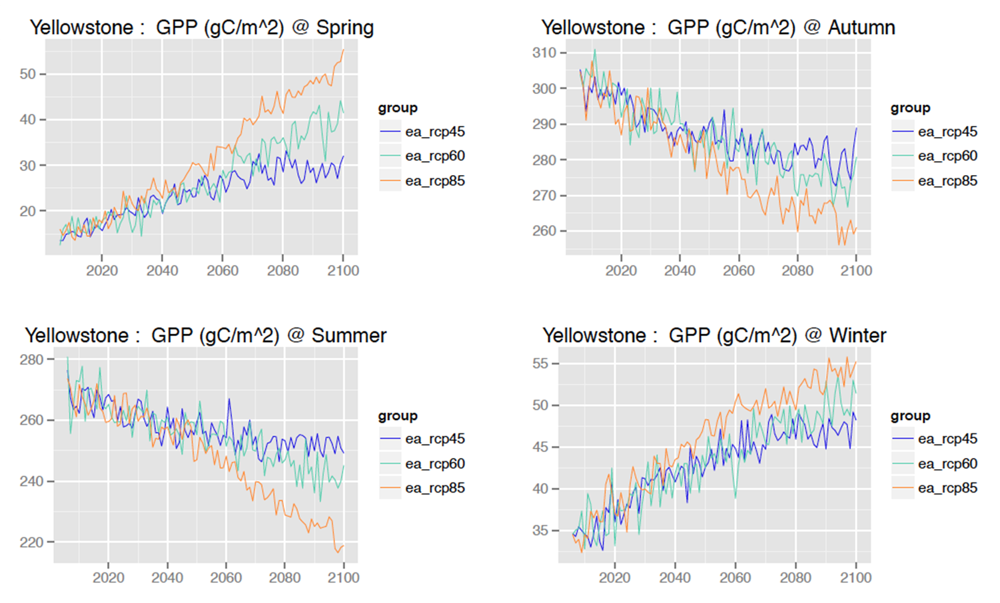 Yellowstone :  GPP (gC/m^2) @ Spring
50
40
30
20
2020 2040 2060 2080 2100
group
ea_rcp45
ea_rcp60
ea_rcp85
Yellowstone :  GPP (gC/m^2) @ Autumn
310
300
290
280
270
260
2020 2040 2060 2080 2100
group
ea_rcp45
ea_rcp60
ea_rcp85
Yellowstone :  GPP (gC/m^2) @ Summer
280
260
240
220
2020 2040 2060 2080 2100
group
ea_rcp45
ea_rcp60
ea_rcp85
Yellowstone :  GPP (gC/m^2) @ Winter
55
50
45
40
35
2020 2040 2060 2080 2100
group
ea_rcp45
ea_rcp60
ea_rcp85